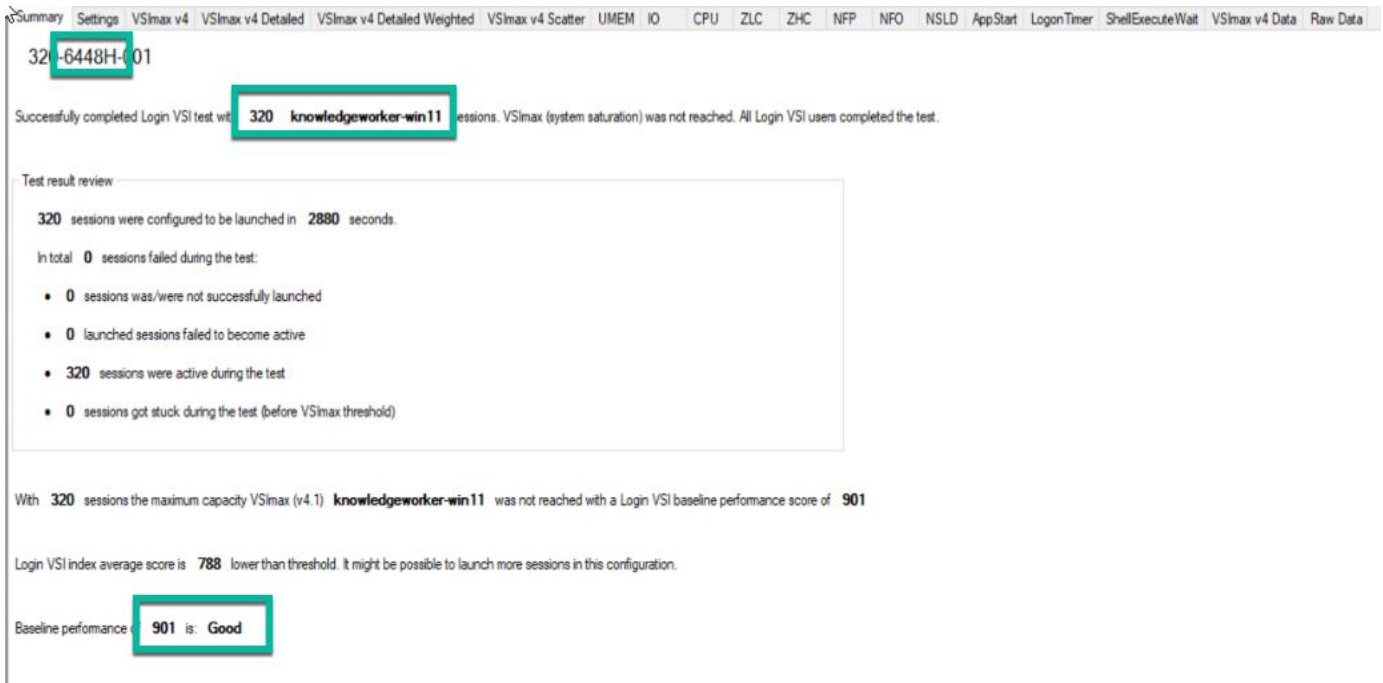 Summary Settings VSImax v4 VSImax v4 Detailed VSImax v4 Detailed Weighted VSImax v4 Scatter UMEM IO CPU ZLC ZHC NFP NFO NSLD AppStart LogonTimer ShellExecuteWait VSImax v4 Data Raw Data
320-6448H-001
Successfully completed Login VSI test wit 320 knowledgeworker-win11 essions. VSImax (system saturation) was not reached. All Login VSI users completed the test.
Test result review
320 sessions were configured to be launched in 2880 seconds.
In total 0 sessions failed during the test:
• 0 sessions was/were not successfully launched
• 0 launched sessions failed to become active
• 320 sessions were active during the test
• 0 sessions got stuck during the test (before VSImax threshold)
With 320 sessions the maximum capacity VSImax (v4.1) knowledgeworker-win11 was not reached with a Login VSI baseline performance score of 901
Login VSI index average score is 788 lower than threshold. It might be possible to launch more sessions in this configuration.
Baseline performance o 901 is: Good